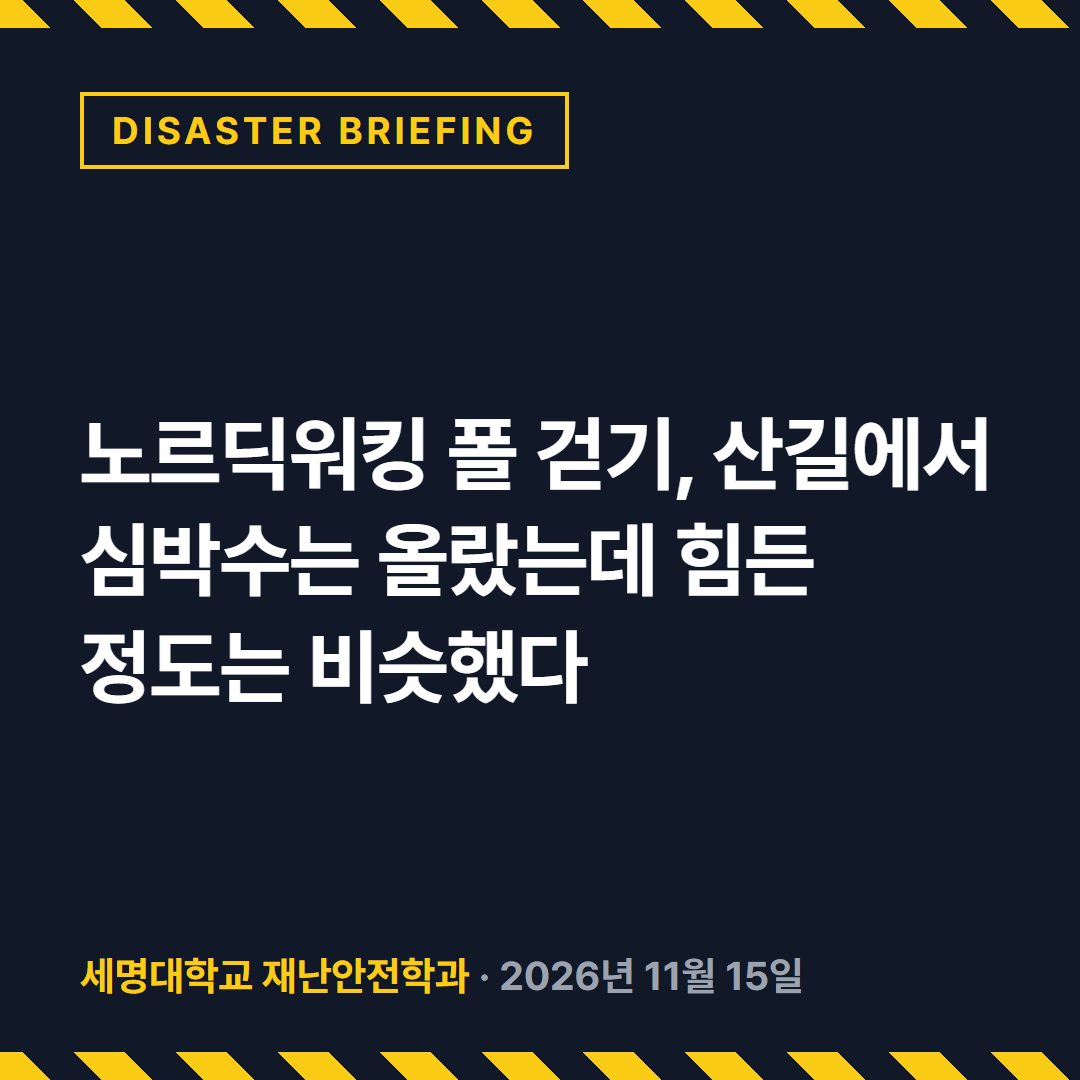 DISASTER BRIEFING
노르딕워킹 폴 걷기, 산길에서
심박수는 올랐는데 힘든
정도는 비슷했다
세명대학교 재난안전학과 · 2026년 11월 15일